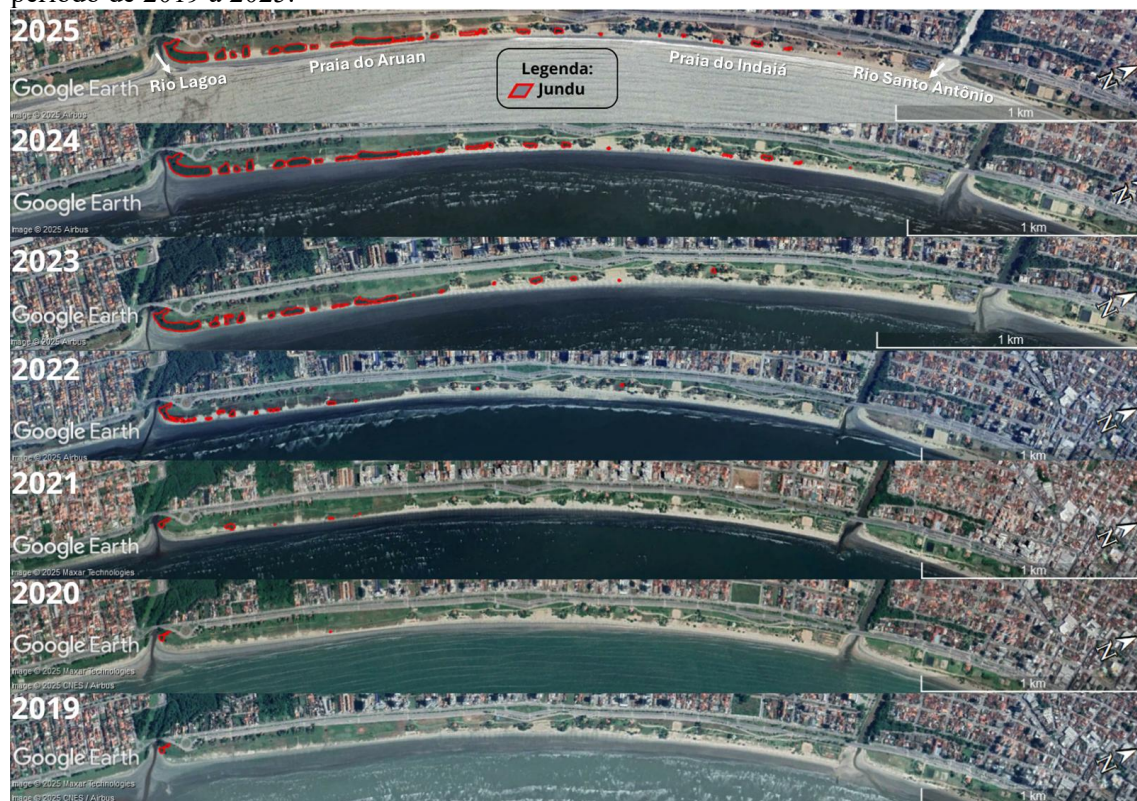 período de 2019 a 2025.
2025
Rio Lagoa
Praia do Aruan
Legenda:
Jundu
Praia do Indaiá
Rio Santo Antônio
N
Google Earth
Image © 2025 Airbus
1 km
2024
N
Google Earth
Image © 2025 Airbus
1 km
2023
N
Google Earth
Image © 2025 Airbus
1 km
2022
N
Google Earth
Image © 2025 Airbus
1 km
2021
N
Google Earth
Image © 2025 Maxar Technologies
1 km
2020
N
Google Earth
Image © 2025 Maxar Technologies
Image © 2025 CNES / Airbus
1 km
2019
N
Google Earth
Image © 2025 Maxar Technologies
Image © 2025 CNES / Airbus
1 km